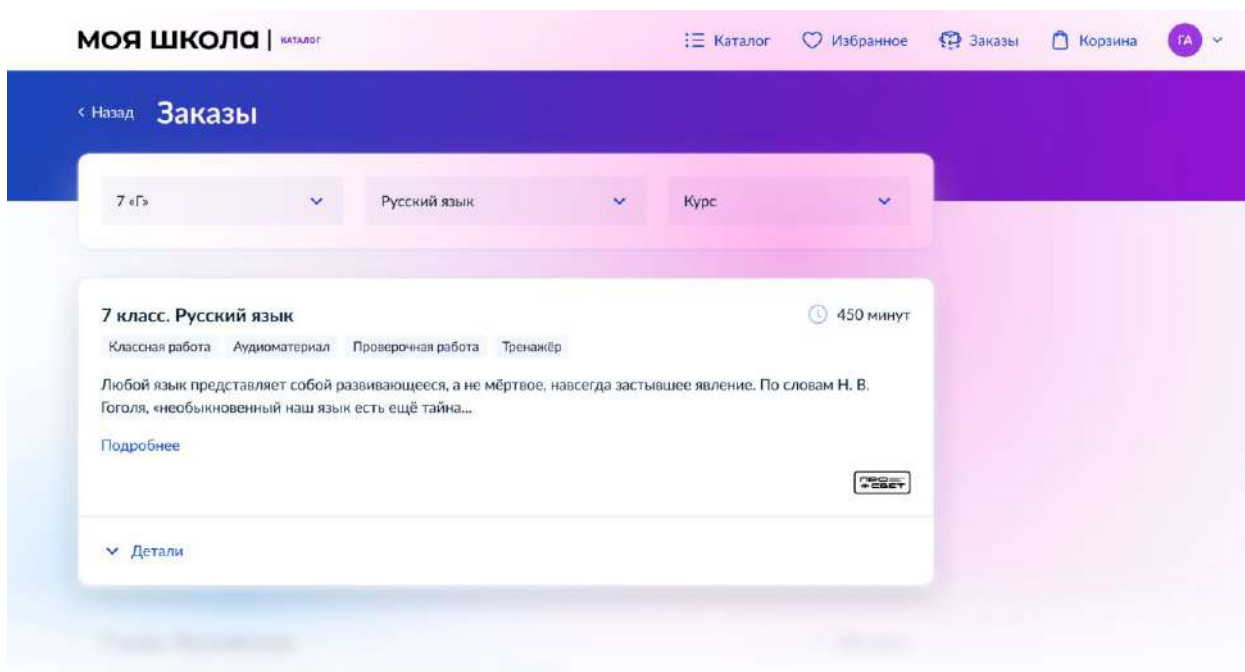 МОЯ ШКОЛА | КАТАЛОГ
Каталог Избранное Заказы Корзина ГА
Назад Заказы
7 «Г» Русский язык Курс
7 класс. Русский язык 450 минут
Классная работа Аудиоматериал Проверочная работа Тренажёр
Любой язык представляет собой развивающееся, а не мёртвое, навсегда застывшее явление. По словам Н. В.
Гоголя, «необыкновенный наш язык есть ещё тайна...
Подробнее
ПРО
+СВЕТ
Детали